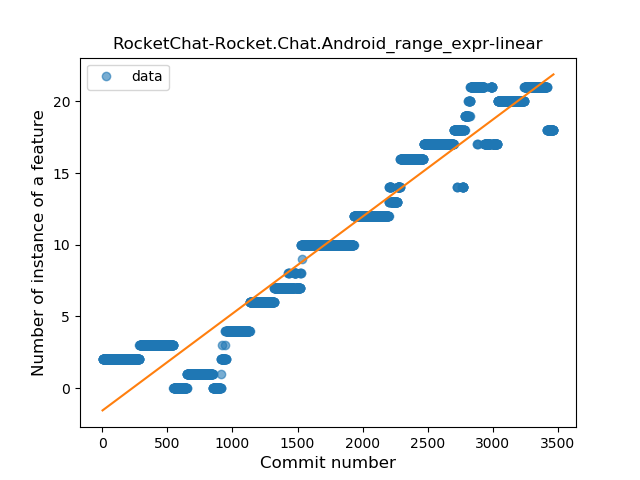 RocketChat-Rocket.Chat.Android_range_expr-linear
data
Number of instance of a feature
20
15
10
5
0
0 500 1000 1500 2000 2500 3000 3500
Commit number